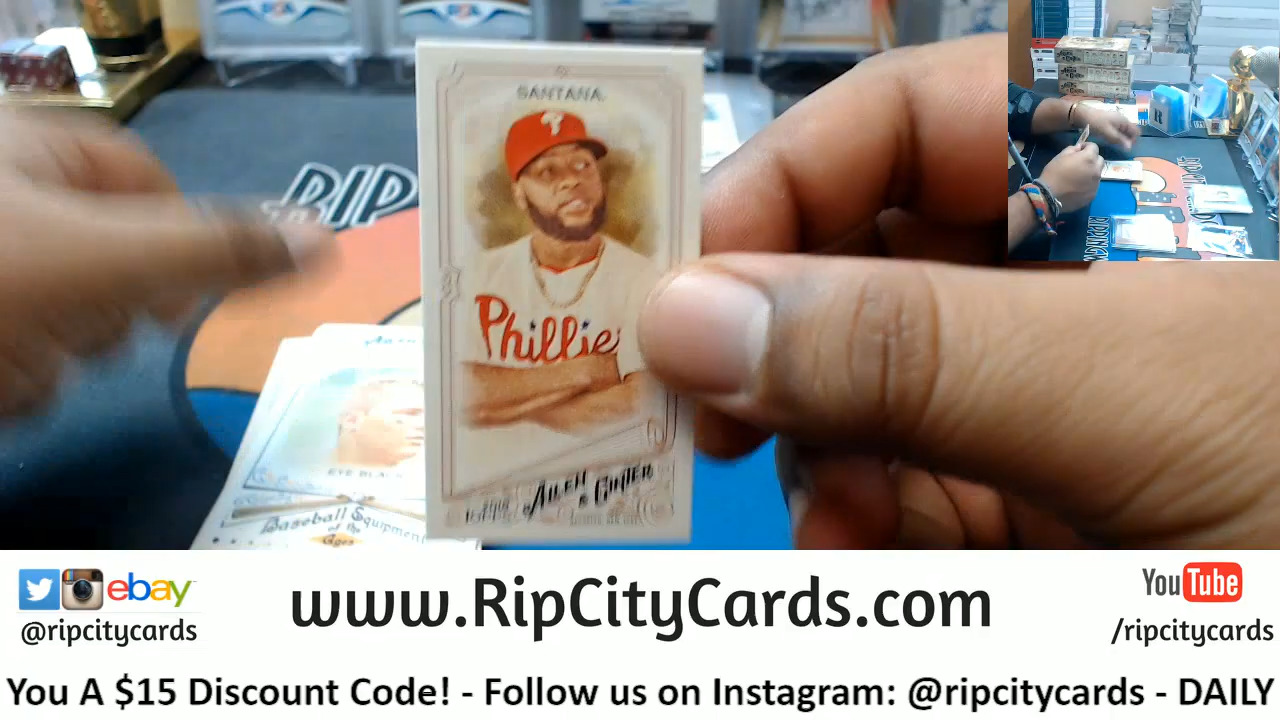 SANTANA
RIP
Phillies
ALLEN & GINTER
EYE BLACK
Baseball Equipment
of the
Ages
ebay
@ripcitycards
www.RipCityCards.com
YouTube
/ripcitycards
You A $15 Discount Code! - Follow us on Instagram: @ripcitycards - DAILY